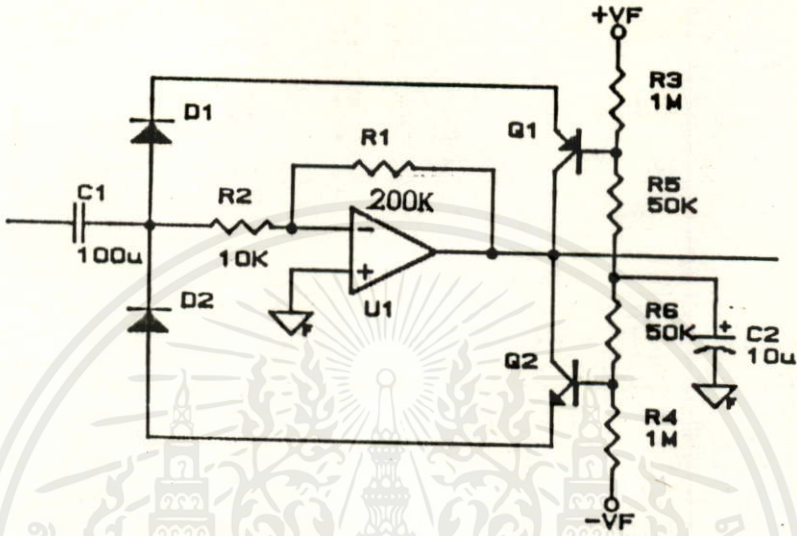 +VF
R3
1M
D1
Q1
R1
200K
R5
50K
C1
100u
R2
10K
-
+
U1
F
D2
R6
50K
C2
+
10u
F
Q2
R4
1M
-VF